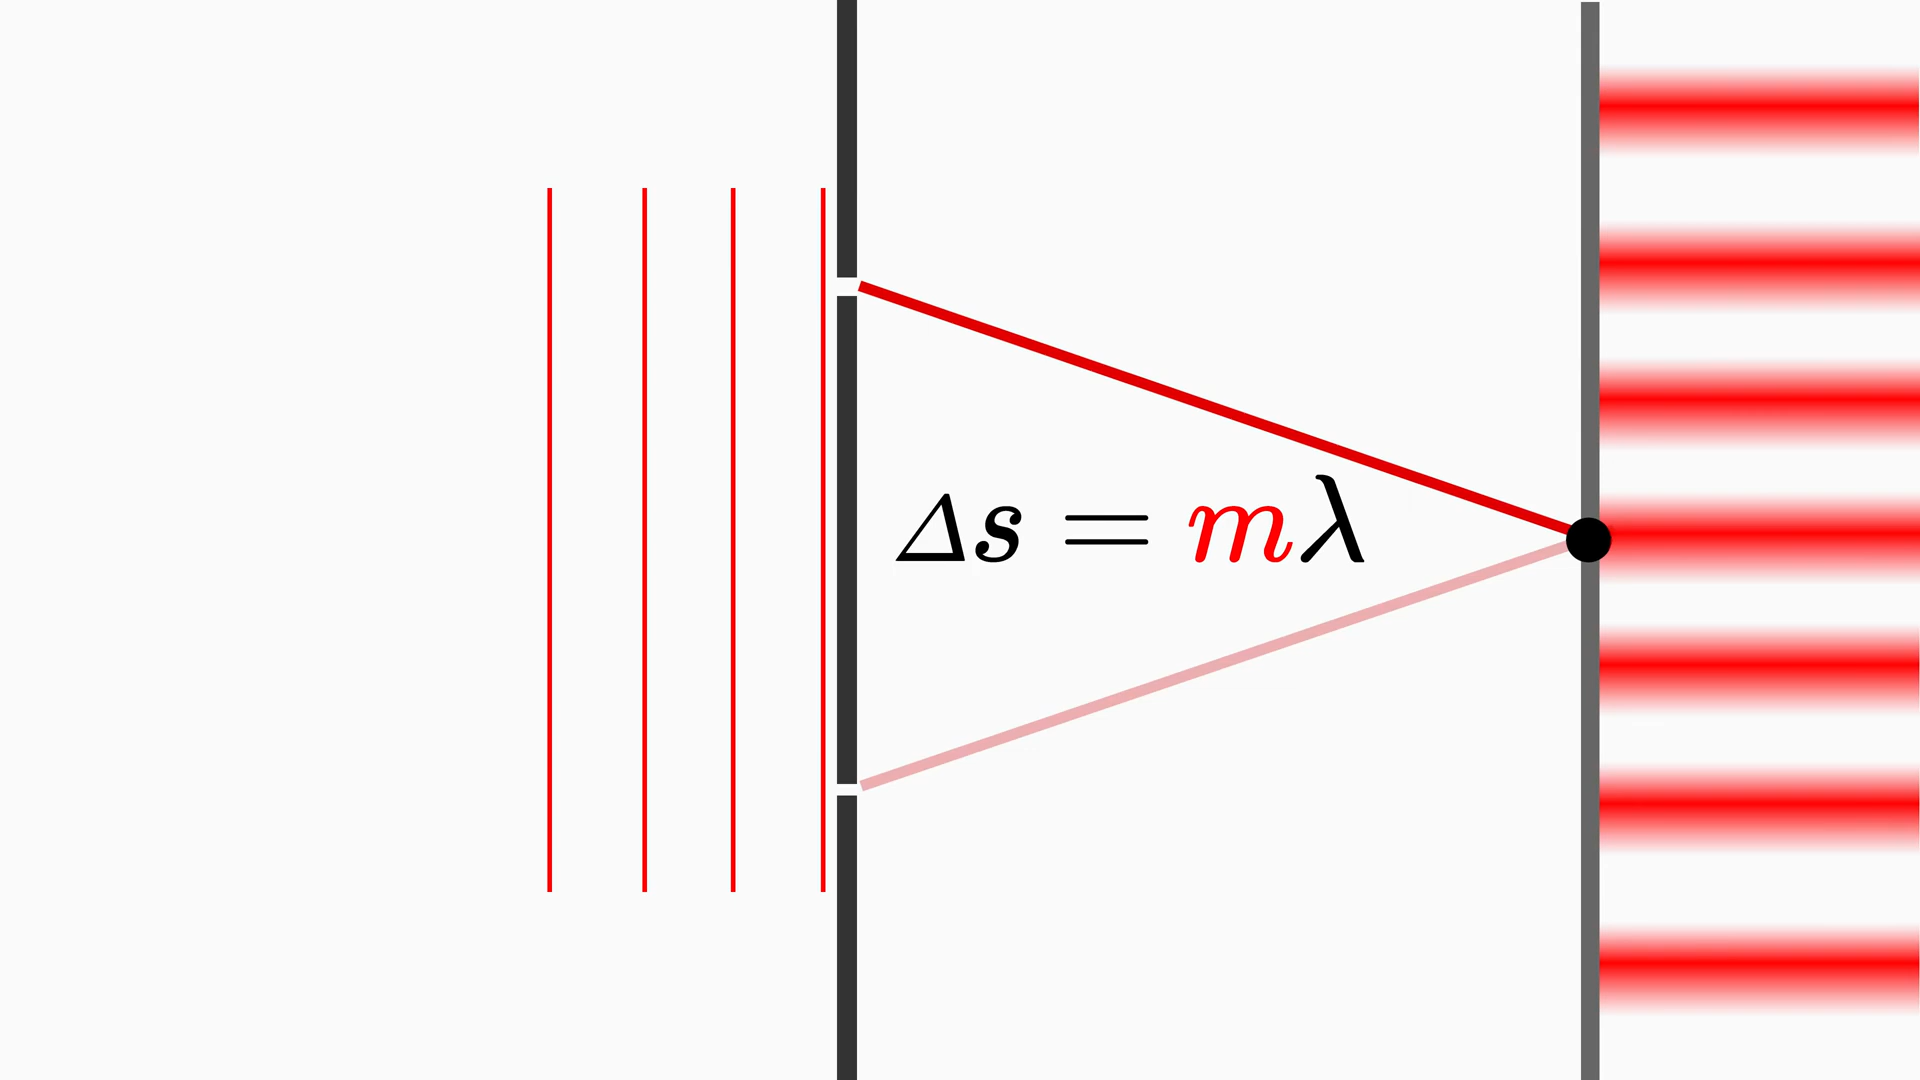 Δs = mλ